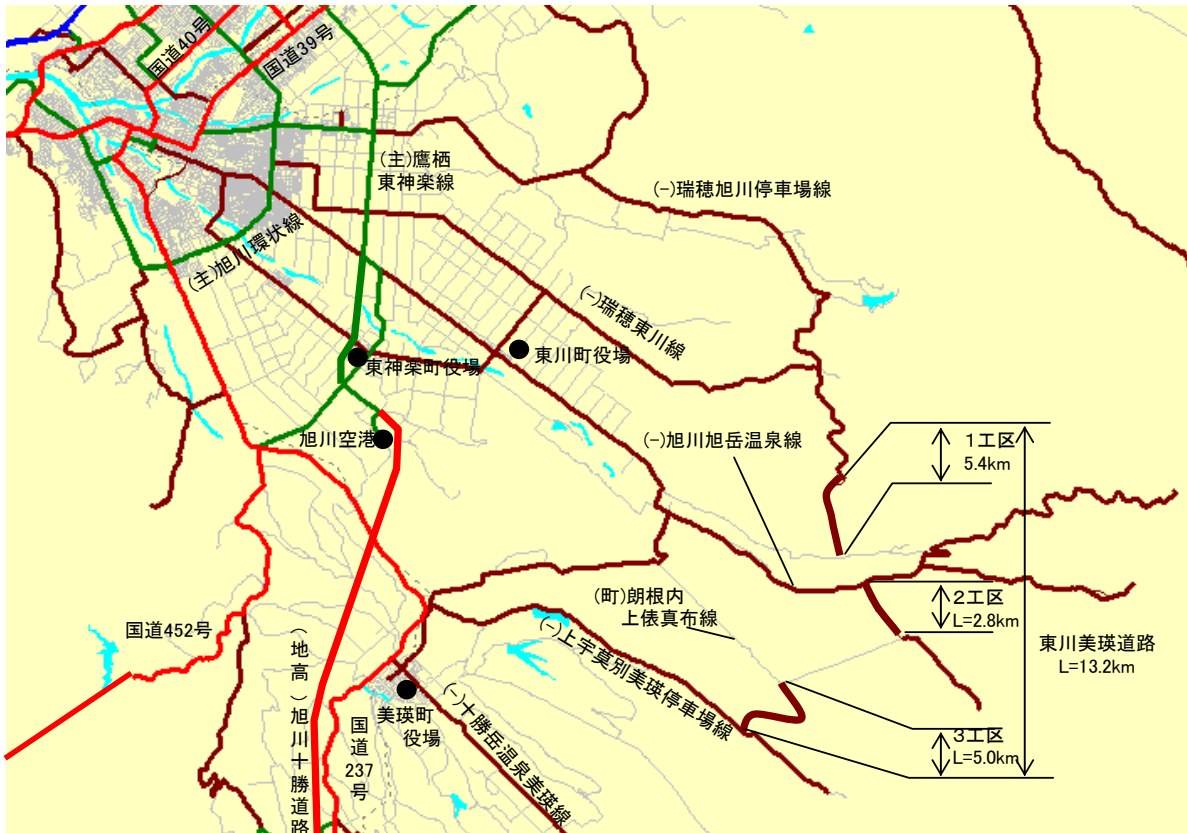 国道40号
国道39号
(主)鷹栖
東神楽線
(-)瑞穂旭川停車場線
(主)旭川環状線
(-)瑞穂東川線
東川町役場
東神楽町役場
旭川空港
(-)旭川旭岳温泉線
1工区
5.4km
2工区
L=2.8km
東川美瑛道路
L=13.2km
3工区
L=5.0km
(町)朗根内
上俵真布線
(-)上宇莫別美瑛停車場線
国道452号
(地高)旭川十勝道路
国道
237
号
美瑛町
役場
(-)十勝岳温泉美瑛線